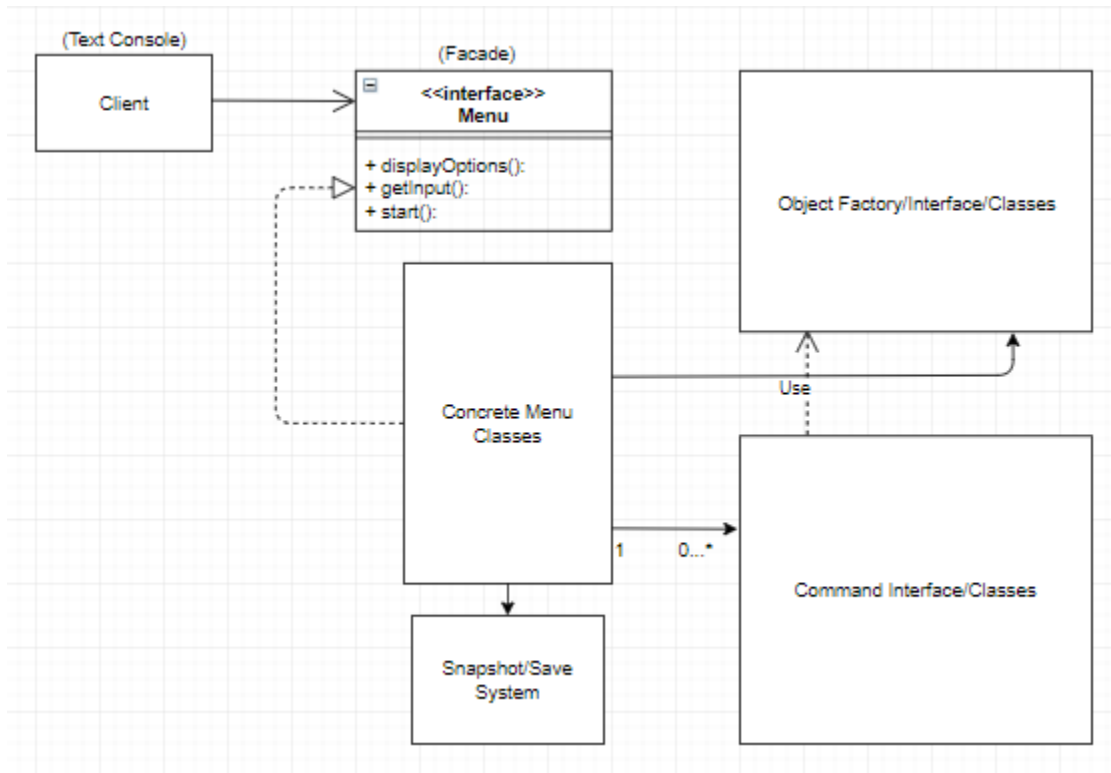 (Text Console)
Client
(Facade)
<<interface>>
Menu
+ displayOptions():
+ getInput():
+ start():
Object Factory/Interface/Classes
Use
Concrete Menu
Classes
1
0...*
Command Interface/Classes
Snapshot/Save
System